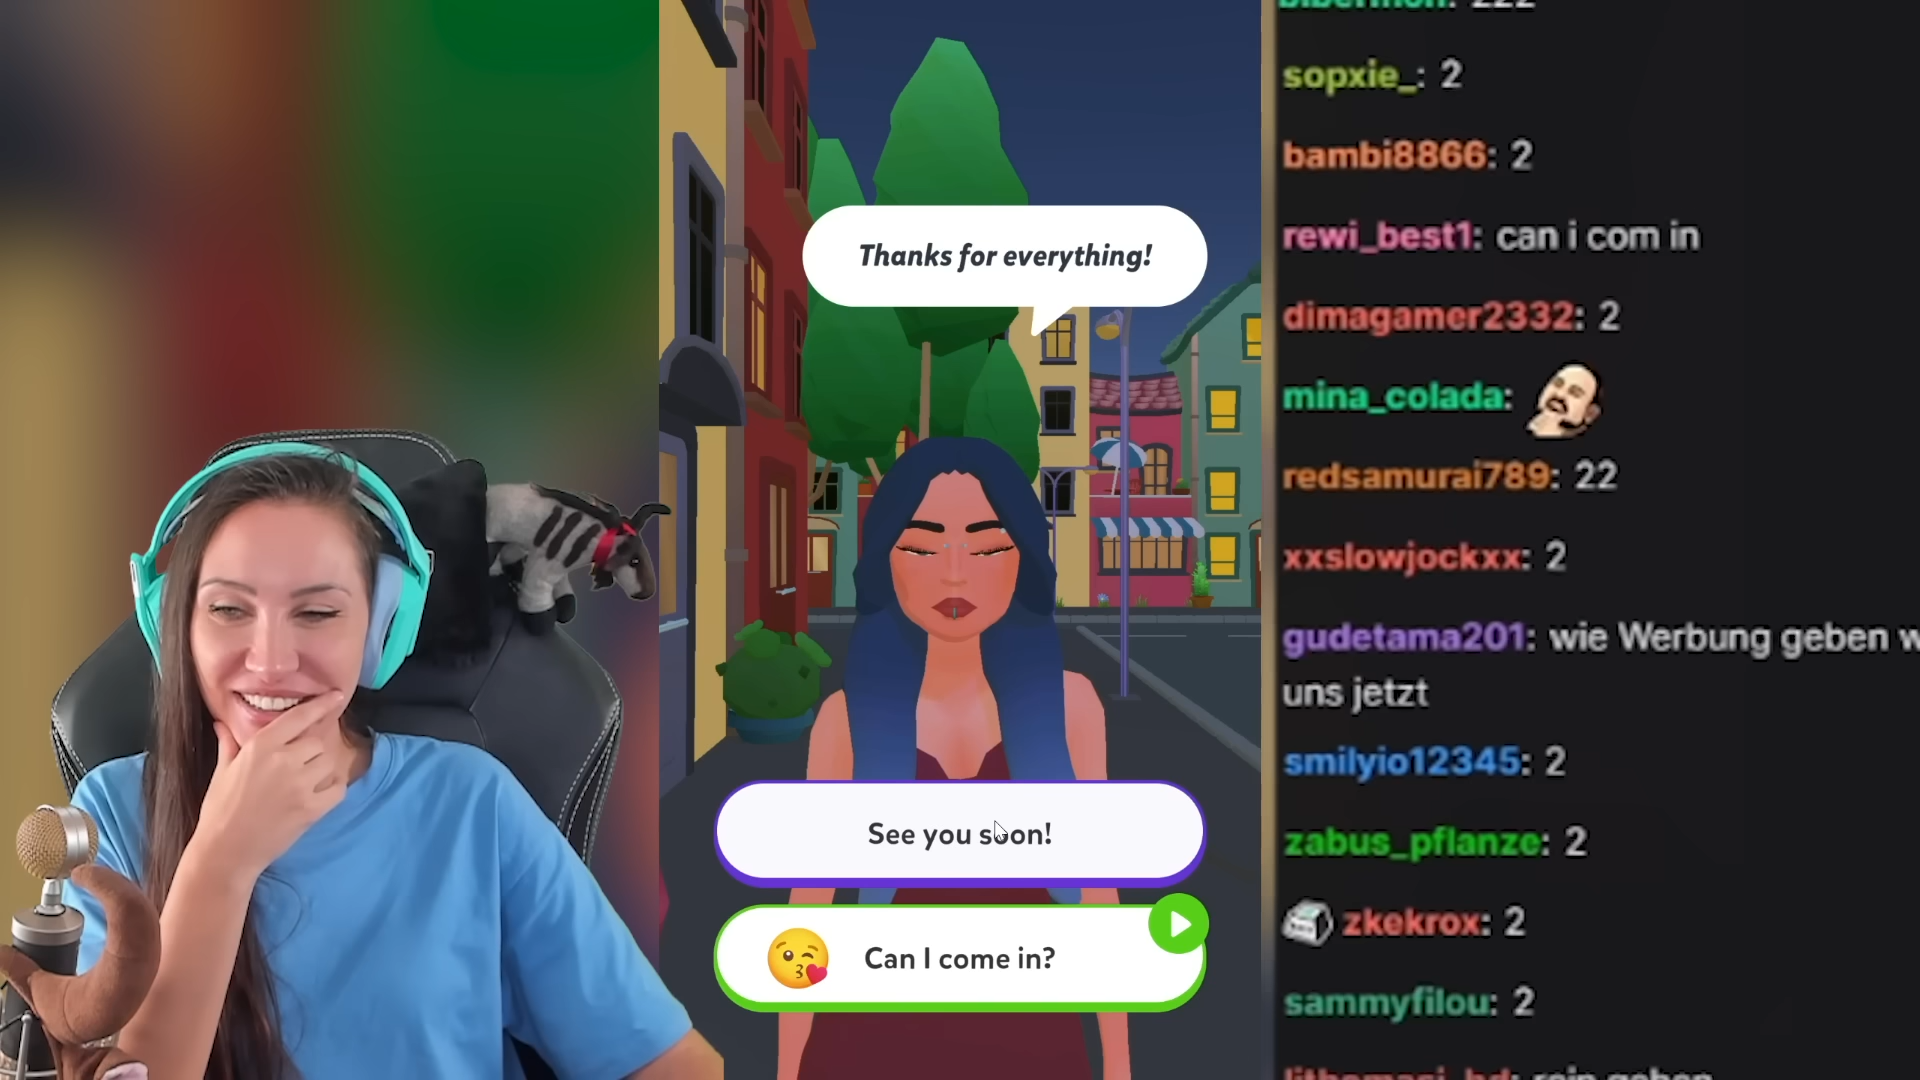 Thanks for everything!
See you soon!
Can I come in?
222
sopxie_: 2
bambi8866: 2
rewi_best1: can i com in
dimagamer2332: 2
mina_colada:
redsamurai789: 22
xxslowjockxx: 2
gudetama201: wie Werbung geben w
uns jetzt
smilyio12345: 2
zabus_pflanze: 2
zkekrox: 2
sammyfilou: 2